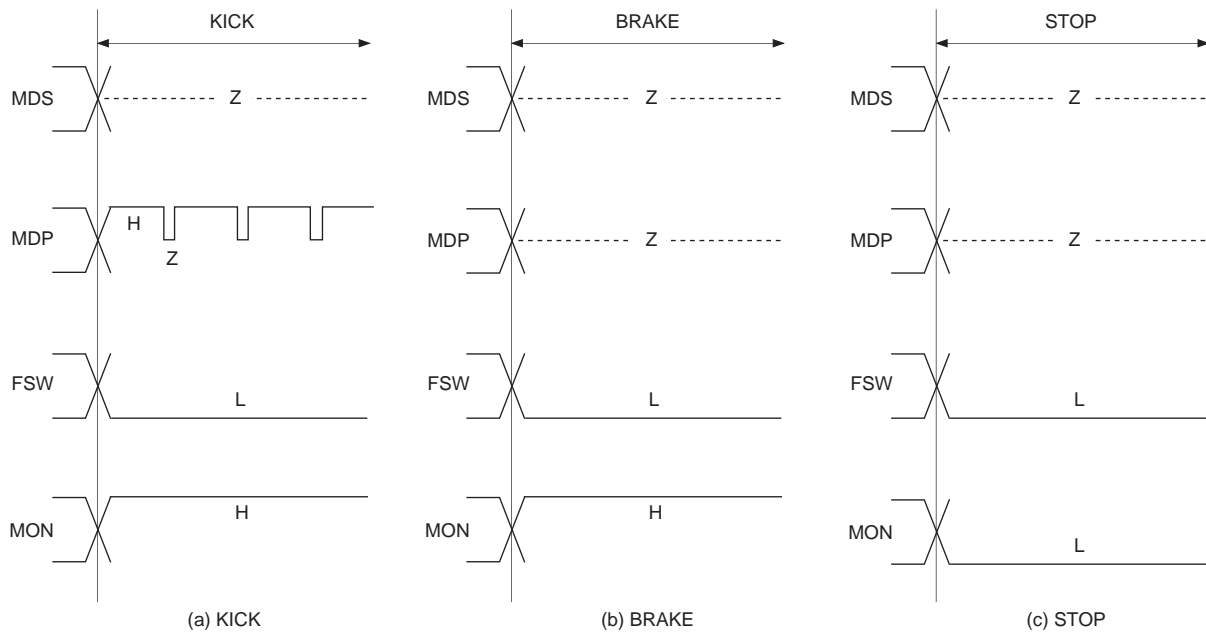 KICK
MDS
Z
MDP
H
Z
FSW
L
MON
H
(a) KICK
BRAKE
MDS
Z
MDP
Z
FSW
L
MON
H
(b) BRAKE
STOP
MDS
Z
MDP
Z
FSW
L
MON
L
(c) STOP